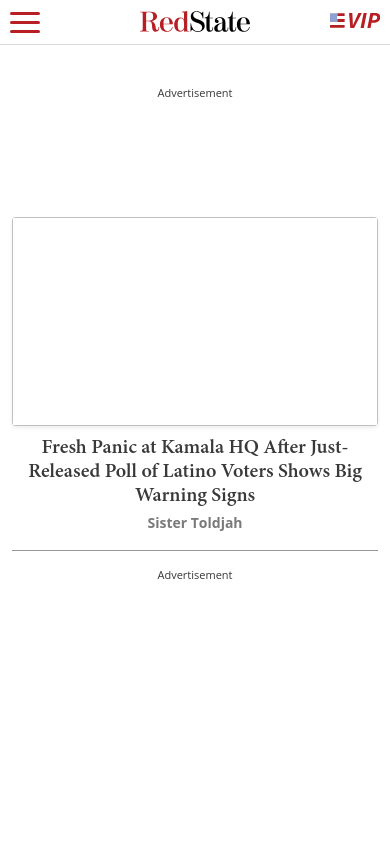 RedState
VIP
Advertisement
Fresh Panic at Kamala HQ After Just-
Released Poll of Latino Voters Shows Big
Warning Signs
Sister Toldjah
Advertisement